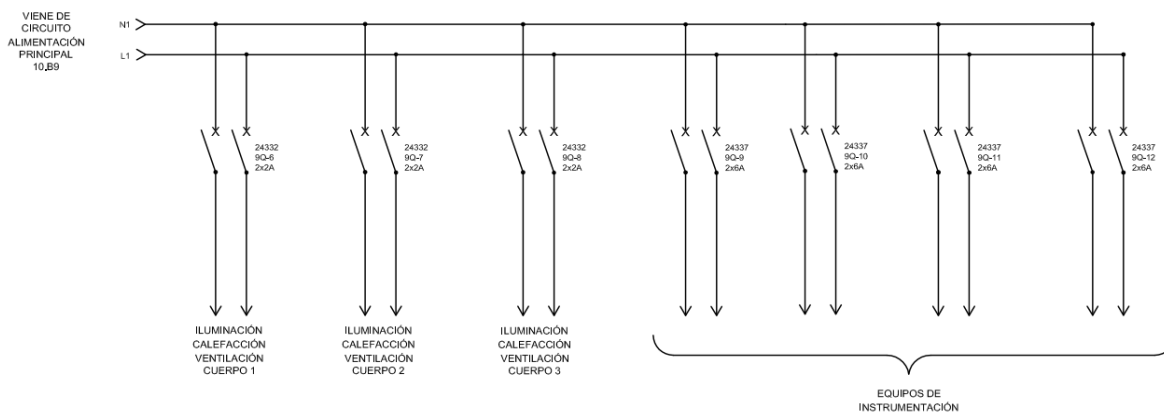 VIENE DE
CIRCUITO
ALIMENTACIÓN
PRINCIPAL
10,B9
N1
L1
24332
9Q-6
2x2A
24332
9Q-7
2x2A
24332
9Q-8
2x2A
24337
9Q-9
2x6A
24337
9Q-10
2x6A
24337
9Q-11
2x6A
24337
9Q-12
2x6A
ILUMINACIÓN
CALEFACCIÓN
VENTILACIÓN
CUERPO 1
ILUMINACIÓN
CALEFACCIÓN
VENTILACIÓN
CUERPO 2
ILUMINACIÓN
CALEFACCIÓN
VENTILACIÓN
CUERPO 3
EQUIPOS DE
INSTRUMENTACIÓN